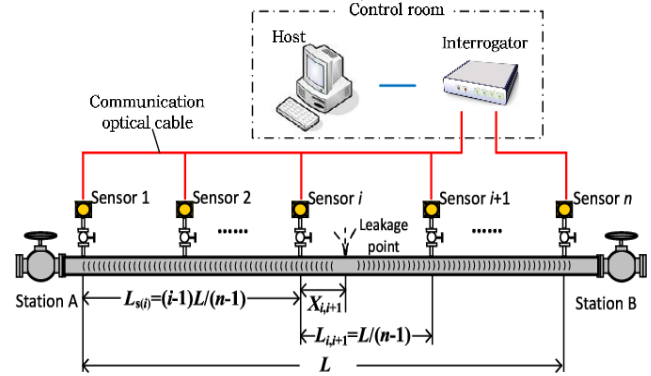 Control room
Host
Interrogator
Communication
optical cable
Sensor 1
Sensor 2
Sensor i
Sensor i+1
Sensor n
......
......
Leakage
point
Station A
Station B
Ls(i)=(i-1)L/(n-1)
Xi,i+1
Li,i+1=L/(n-1)
L